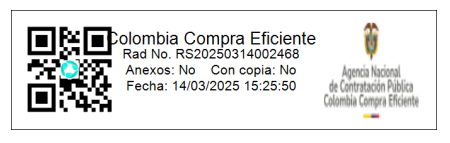 Colombia Compra Eficiente
Rad No. RS20250314002468
Anexos: No    Con copia: No
Fecha: 14/03/2025 15:25:50
Agencia Nacional
de Contratación Pública
Colombia Compra Eficiente